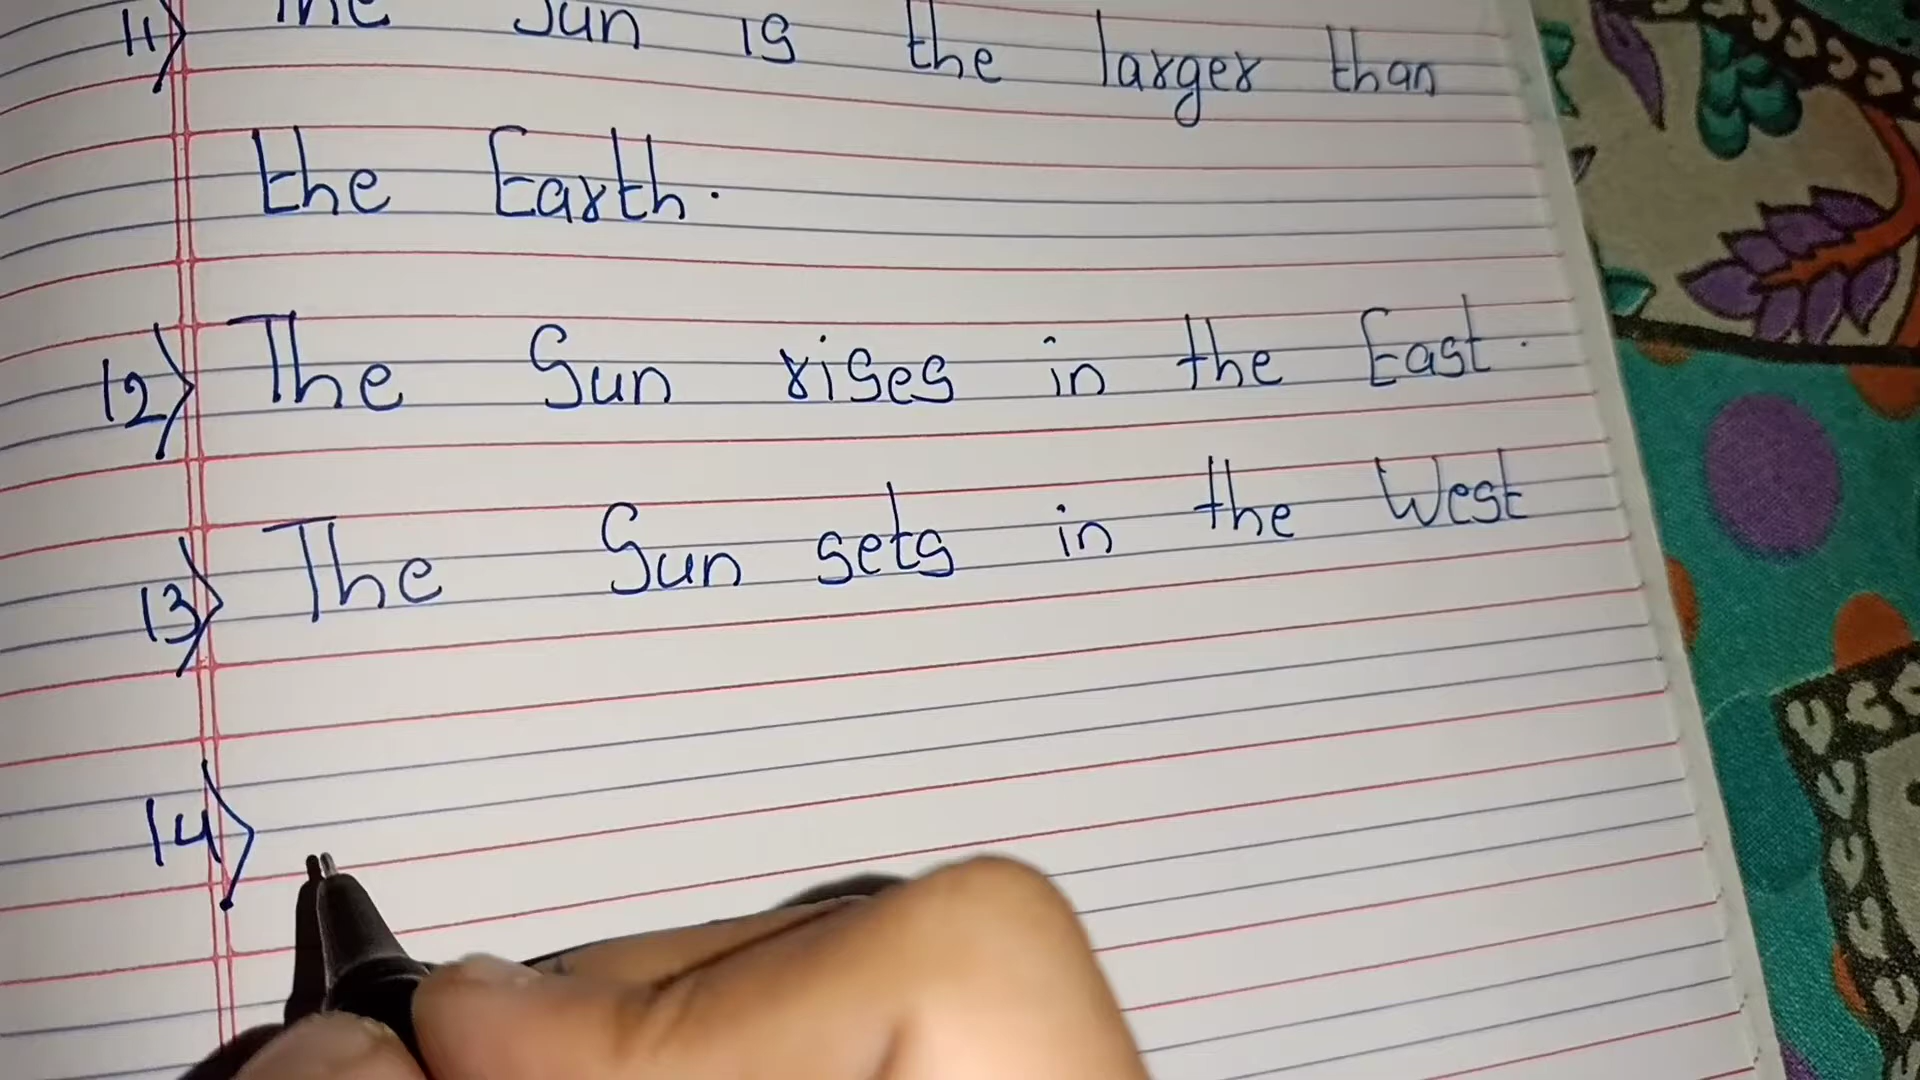 11) The Sun is the larger than
the Earth.
12) The Sun rises in the East.
13) The Sun sets in the West
14)